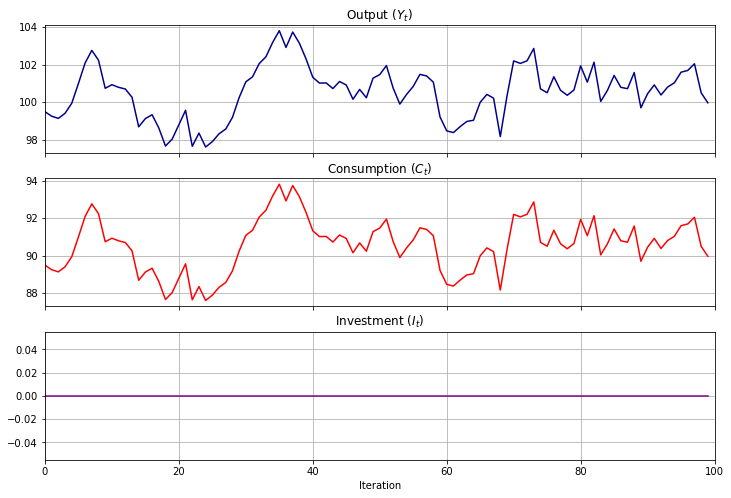 Output (Y_t)
104
102
100
98
Consumption (C_t)
94
92
90
88
Investment (I_t)
0.04
0.02
0.00
−0.02
−0.04
0 20 40 60 80 100
Iteration